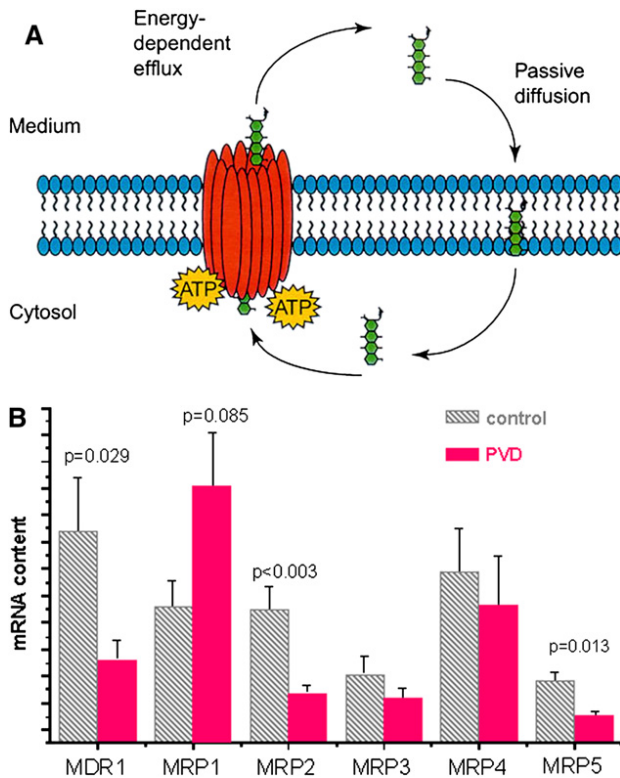 A
Energy-
dependent
efflux
Passive
diffusion
Medium
ATP
ATP
Cytosol
B
control
PVD
p=0.029
p=0.085
p<0.003
p=0.013
mRNA content
MDR1 MRP1 MRP2 MRP3 MRP4 MRP5